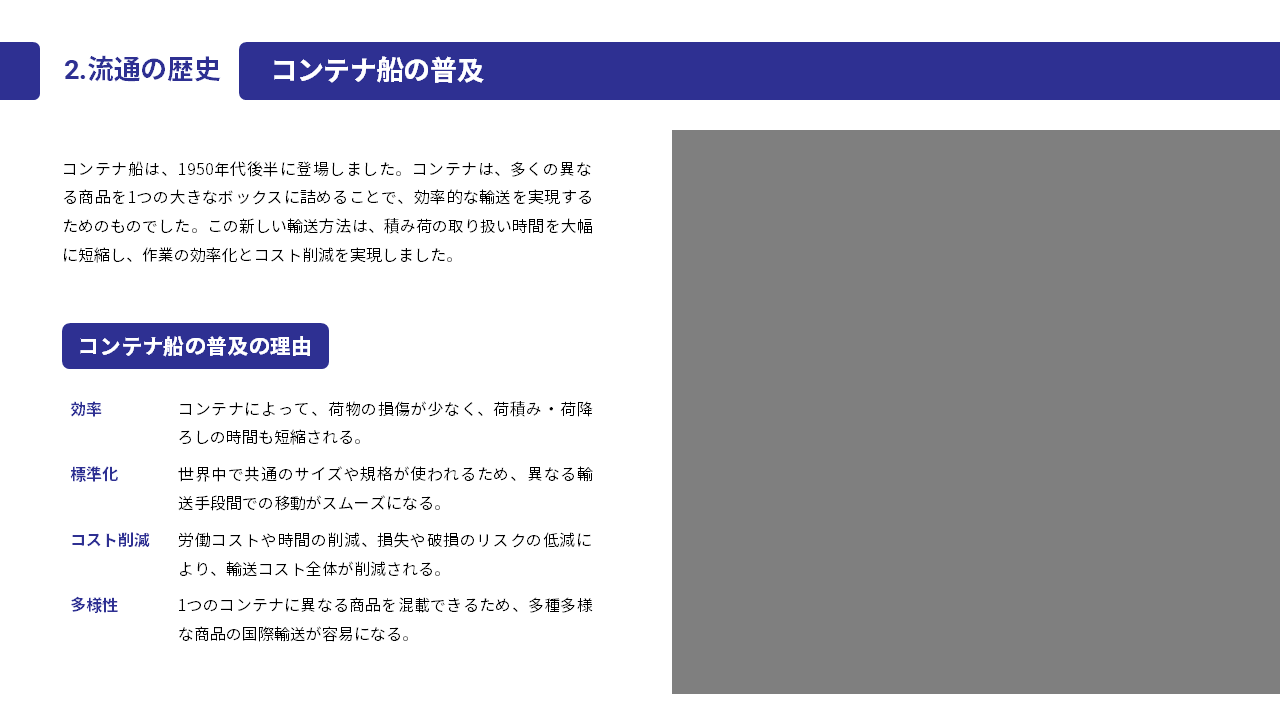 2.流通の歴史
コンテナ船の普及
コンテナ船は、1950年代後半に登場しました。コンテナは、多くの異な
る商品を1つの大きなボックスに詰めることで、効率的な輸送を実現する
ためのものでした。この新しい輸送方法は、積み荷の取り扱い時間を大幅
に短縮し、作業の効率化とコスト削減を実現しました。
コンテナ船の普及の理由
効率
コンテナによって、荷物の損傷が少なく、荷積み・荷降
ろしの時間も短縮される。
標準化
世界中で共通のサイズや規格が使われるため、異なる輸
送手段間での移動がスムーズになる。
コスト削減
労働コストや時間の削減、損失や破損のリスクの低減に
より、輸送コスト全体が削減される。
多様性
1つのコンテナに異なる商品を混載できるため、多種多様
な商品の国際輸送が容易になる。